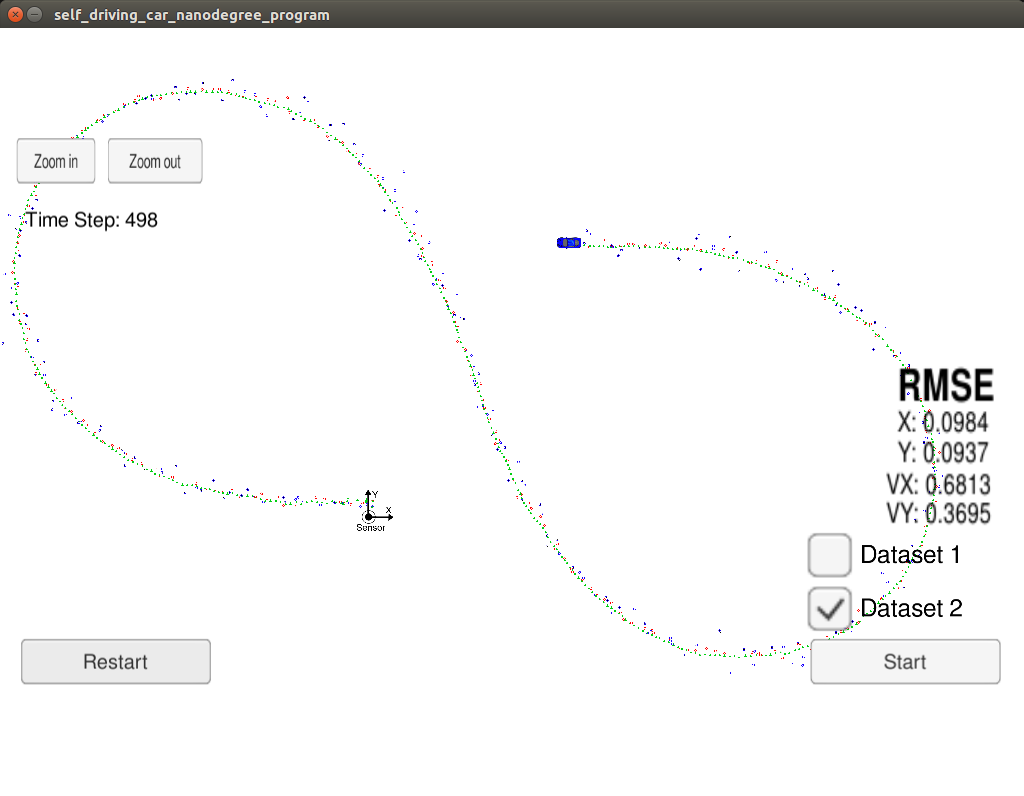 self_driving_car_nanodegree_program
Zoom in
Zoom out
Time Step: 498
RMSE
X: 0.0984
Y: 0.0937
VX: 0.6813
VY: 0.3695
Y
X
Sensor
Dataset 1
Dataset 2
Restart
Start